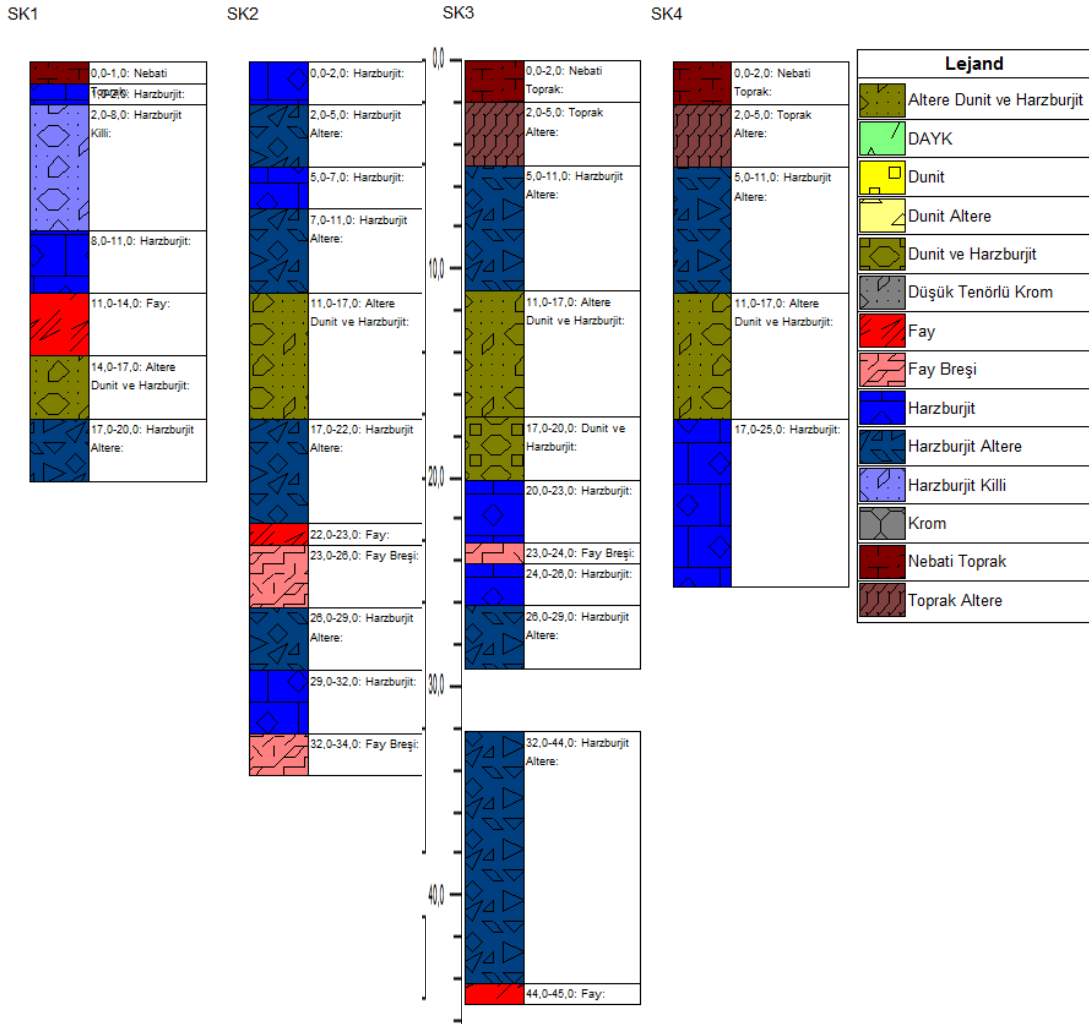 SK1
SK2
SK3
SK4
0,0-1,0: Nebati
Toprak:
1,0-2,0: Harzburjit:
2,0-8,0: Harzburjit
Killi:
8,0-11,0: Harzburjit:
11,0-14,0: Fay:
14,0-17,0: Altere
Dunit ve Harzburjit:
17,0-20,0: Harzburjit
Altere:
0,0-2,0: Harzburjit:
2,0-5,0: Harzburjit
Altere:
5,0-7,0: Harzburjit:
7,0-11,0: Harzburjit
Altere:
11,0-17,0: Altere
Dunit ve Harzburjit:
17,0-22,0: Harzburjit
Altere:
22,0-23,0: Fay:
23,0-26,0: Fay Breşi:
26,0-29,0: Harzburjit
Altere:
29,0-32,0: Harzburjit:
32,0-34,0: Fay Breşi:
0,0
10,0
20,0
30,0
40,0
0,0-2,0: Nebati
Toprak:
2,0-5,0: Toprak
Altere:
5,0-11,0: Harzburjit
Altere:
11,0-17,0: Altere
Dunit ve Harzburjit:
17,0-20,0: Dunit ve
Harzburjit:
20,0-23,0: Harzburjit:
23,0-24,0: Fay Breşi:
24,0-26,0: Harzburjit:
26,0-29,0: Harzburjit
Altere:
32,0-44,0: Harzburjit
Altere:
44,0-45,0: Fay:
0,0-2,0: Nebati
Toprak:
2,0-5,0: Toprak
Altere:
5,0-11,0: Harzburjit
Altere:
11,0-17,0: Altere
Dunit ve Harzburjit:
17,0-25,0: Harzburjit:
Lejand
Altere Dunit ve Harzburjit
DAYK
Dunit
Dunit Altere
Dunit ve Harzburjit
Düşük Tenörlü Krom
Fay
Fay Breşi
Harzburjit
Harzburjit Altere
Harzburjit Killi
Krom
Nebati Toprak
Toprak Altere